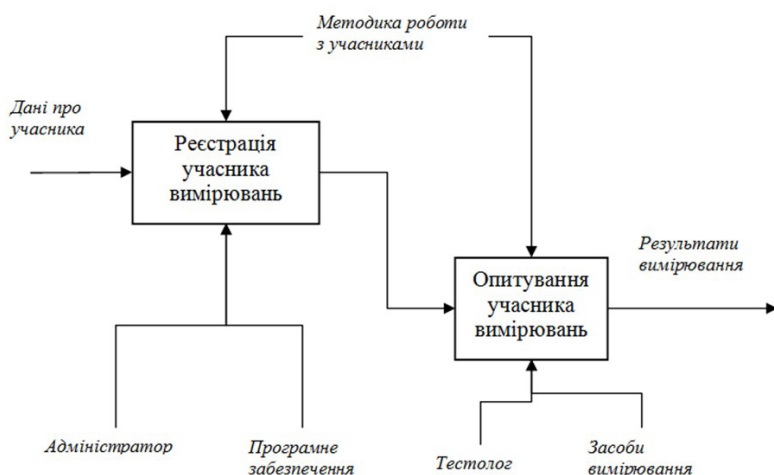 Методика роботи
з учасниками
Дані про
учасника
Реєстрація
учасника
вимірювань
Результати
вимірювання
Опитування
учасника
вимірювань
Адміністратор
Програмне
забезпечення
Тестолог
Засоби
вимірювання